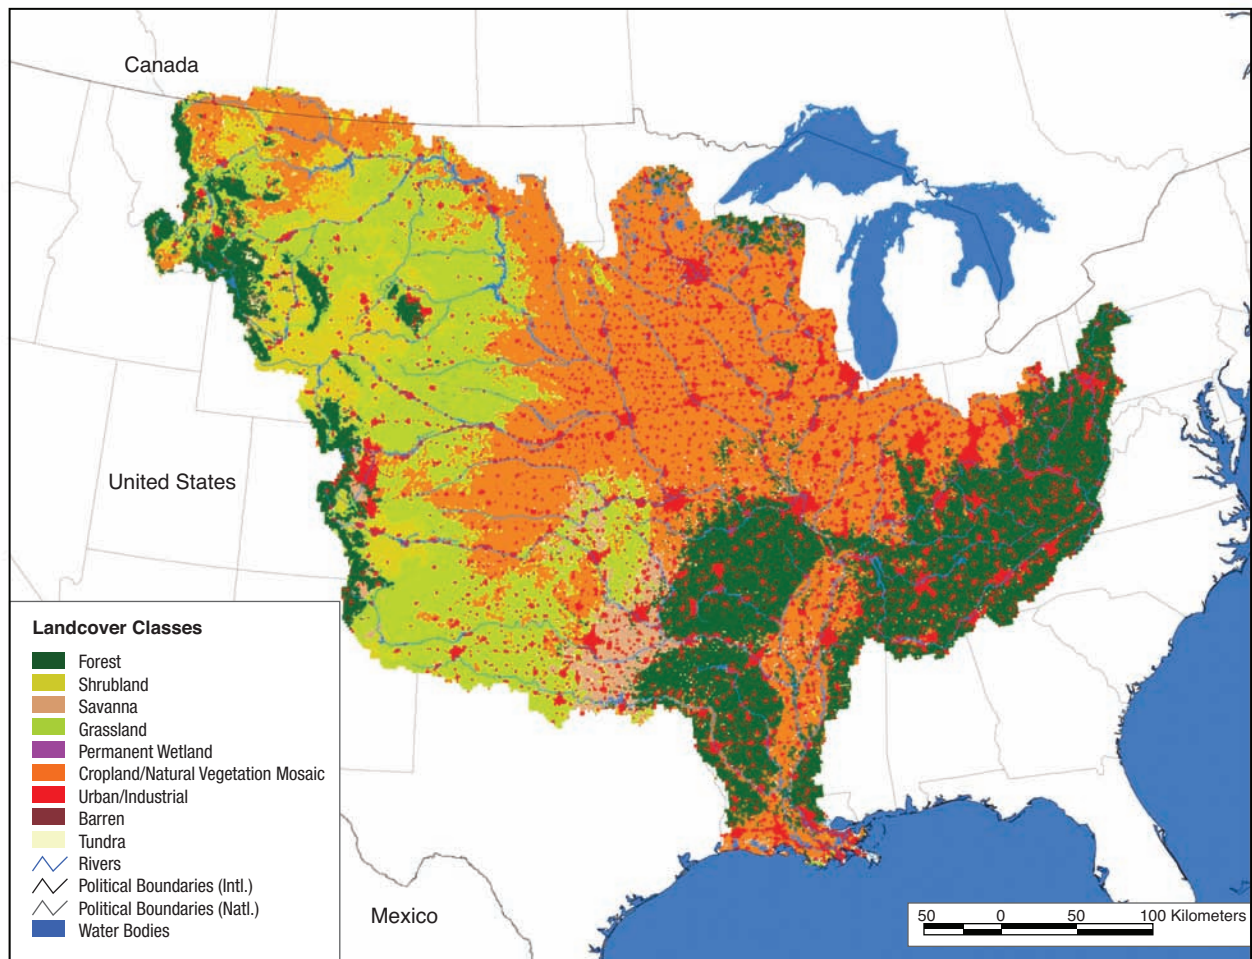 Canada
United States
Landcover Classes
Forest
Shrubland
Savanna
Grassland
Permanent Wetland
Cropland/Natural Vegetation Mosaic
Urban/Industrial
Barren
Tundra
Rivers
Political Boundaries (Intl.)
Political Boundaries (Natl.)
Water Bodies
Mexico
50 0 50 100 Kilometers